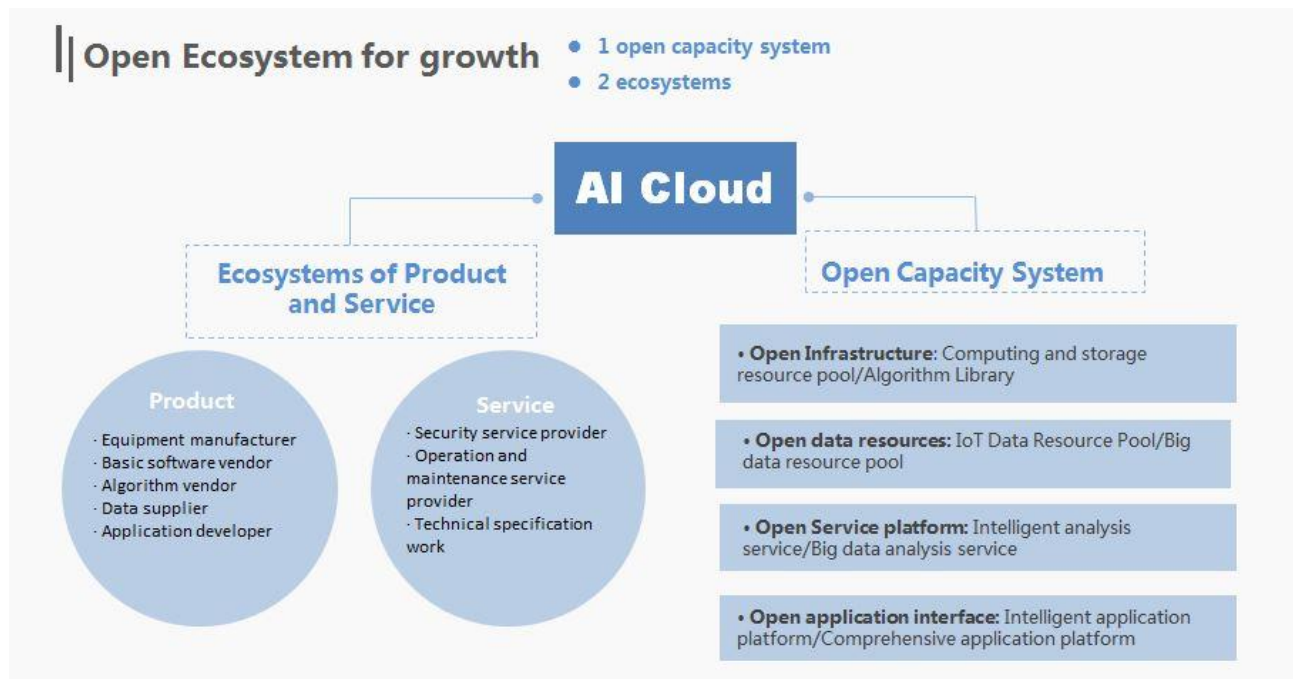 Open Ecosystem for growth
• 1 open capacity system
• 2 ecosystems
AI Cloud
Ecosystems of Product
and Service
Product
· Equipment manufacturer
· Basic software vendor
· Algorithm vendor
· Data supplier
· Application developer
Service
· Security service provider
· Operation and
maintenance service
provider
· Technical specification
work
Open Capacity System
• Open Infrastructure: Computing and storage
resource pool/Algorithm Library
• Open data resources: IoT Data Resource Pool/Big
data resource pool
• Open Service platform: Intelligent analysis
service/Big data analysis service
• Open application interface: Intelligent application
platform/Comprehensive application platform